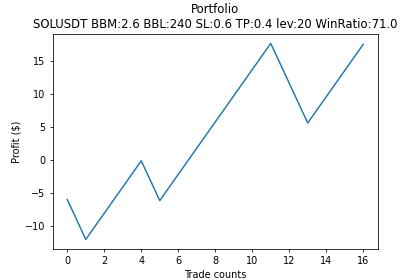 Portfolio
SOLUSDT BBM:2.6 BBL:240 SL:0.6 TP:0.4 lev:20 WinRatio:71.0
Profit ($)
15
10
5
0
−5
−10
0 2 4 6 8 10 12 14 16
Trade counts